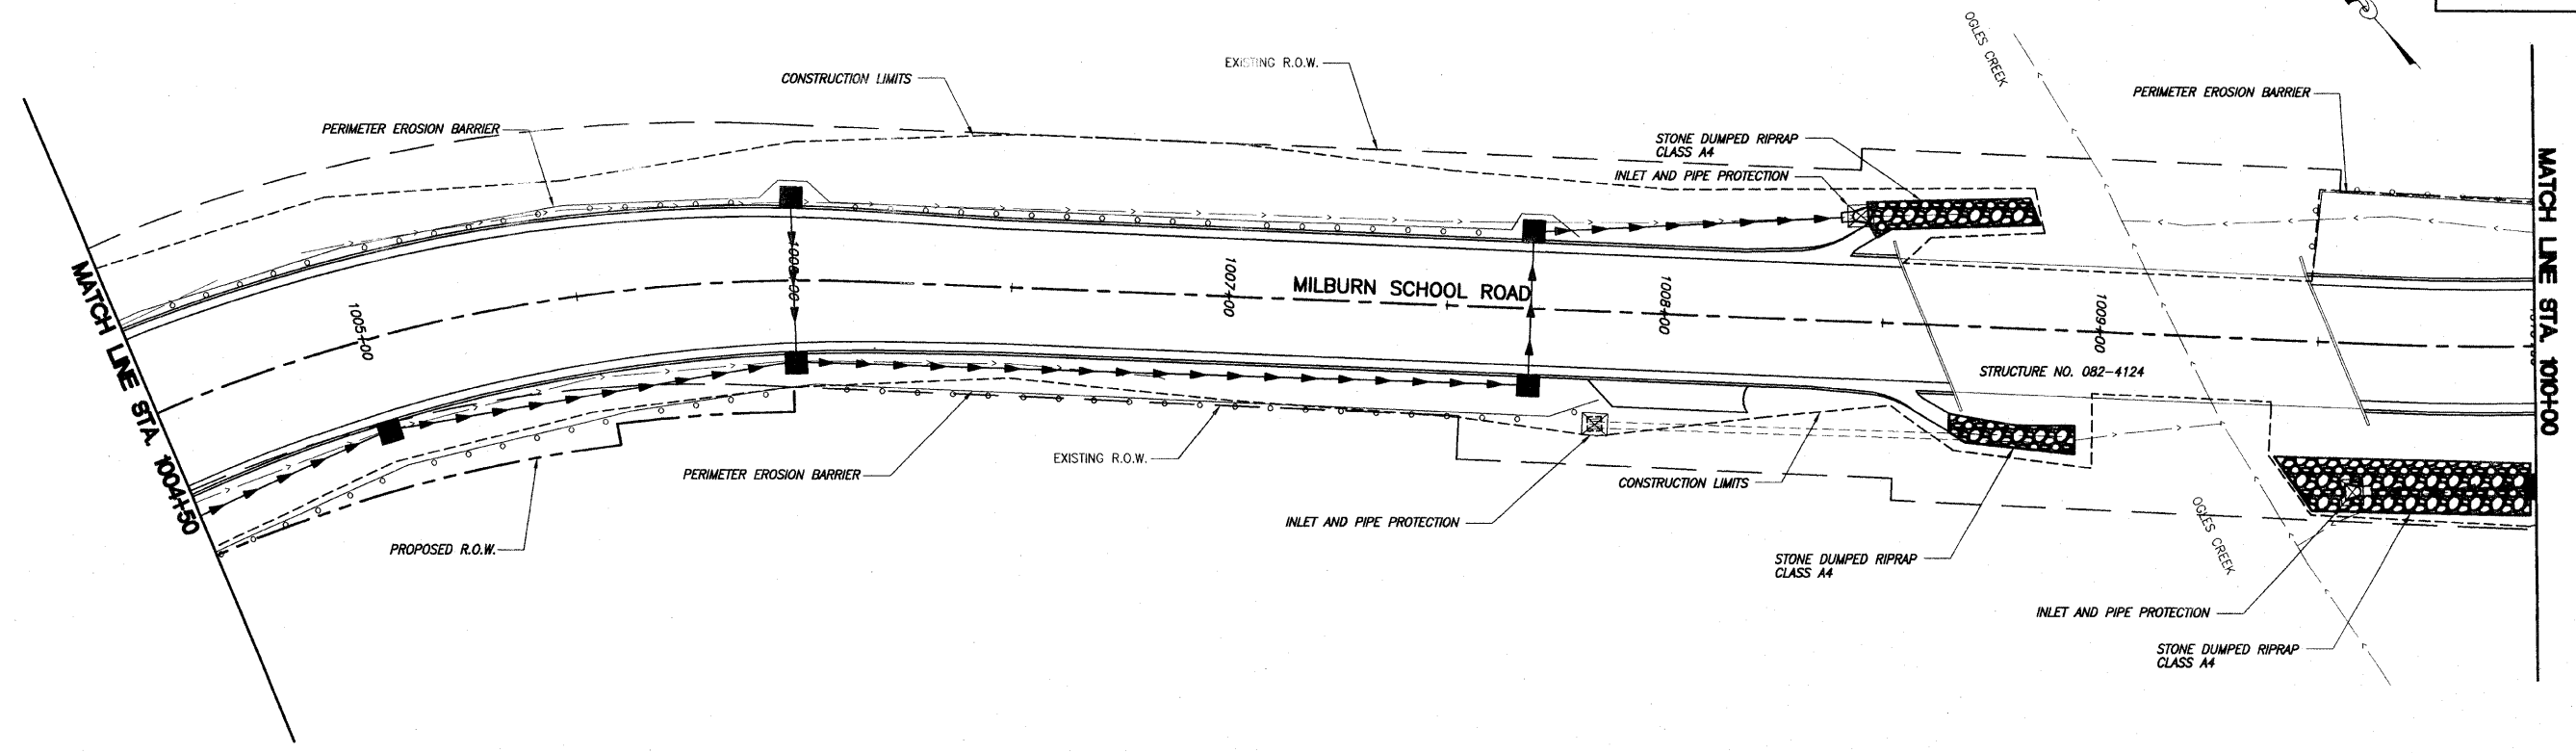 OGLES CREEK
EXISTING R.O.W.
CONSTRUCTION LIMITS
PERIMETER EROSION BARRIER
PERIMETER EROSION BARRIER
STONE DUMPED RIPRAP
CLASS A4
INLET AND PIPE PROTECTION
MATCH LINE STA. 1004+50
1005+00
1006+00
1007+00
MILBURN SCHOOL ROAD
1008+00
1009+00
MATCH LINE STA. 1010+00
STRUCTURE NO. 082-4124
PROPOSED R.O.W.
PERIMETER EROSION BARRIER
EXISTING R.O.W.
INLET AND PIPE PROTECTION
CONSTRUCTION LIMITS
STONE DUMPED RIPRAP
CLASS A4
OGLES CREEK
INLET AND PIPE PROTECTION
STONE DUMPED RIPRAP
CLASS A4